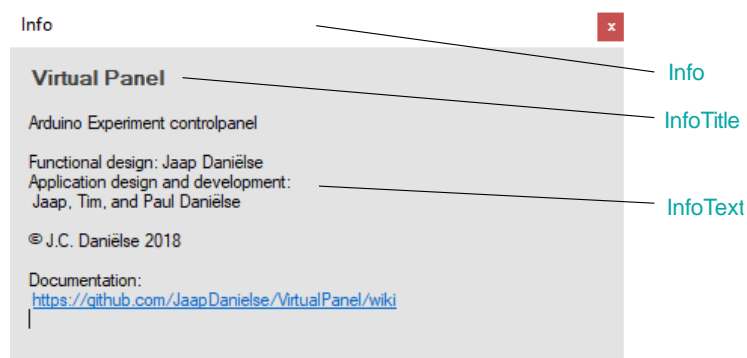 Info
x
Info
Virtual Panel
InfoTitle
Arduino Experiment controlpanel
Functional design: Jaap Daniëlse
Application design and development:
Jaap, Tim, and Paul Daniëlse
InfoText
© J.C. Daniëlse 2018
Documentation:
https://github.com/JaapDanielse/VirtualPanel/wiki